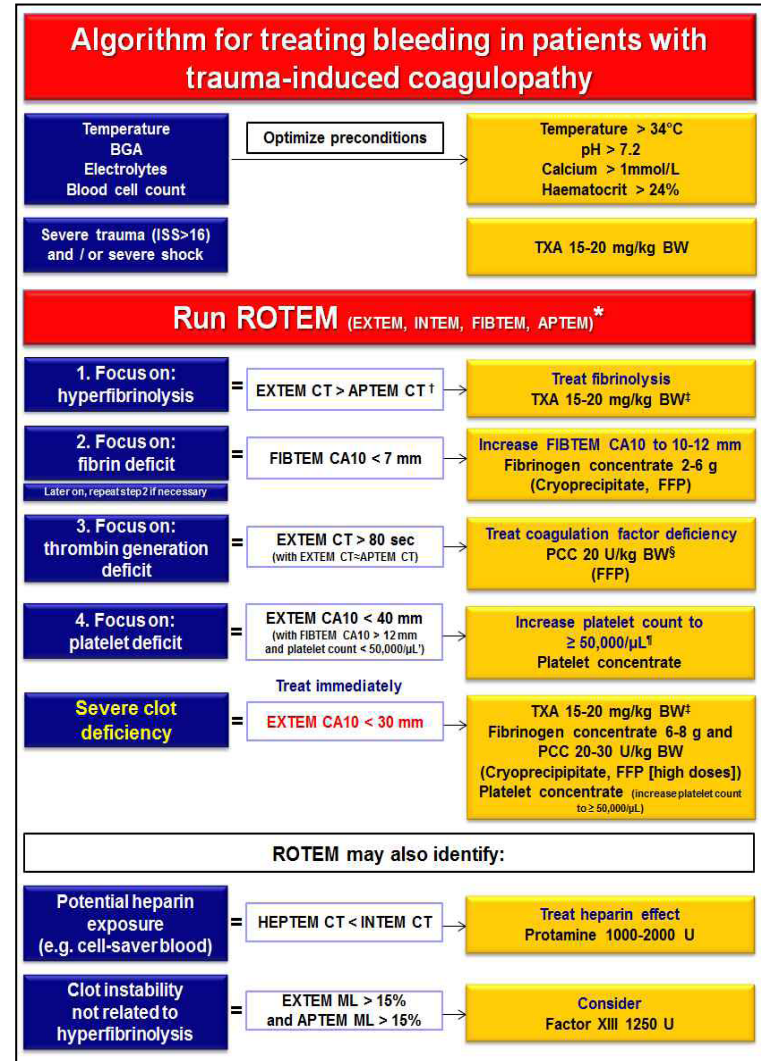 Algorithm for treating bleeding in patients with
trauma-induced coagulopathy
Temperature
BGA
Electrolytes
Blood cell count
Optimize preconditions
Temperature > 34°C
pH > 7.2
Calcium > 1mmol/L
Haematocrit > 24%
Severe trauma (ISS>16)
and / or severe shock
TXA 15-20 mg/kg BW
Run ROTEM (EXTEM, INTEM, FIBTEM, APTEM)*
1. Focus on:
hyperfibrinolysis
=
EXTEM CT > APTEM CT †
Treat fibrinolysis
TXA 15-20 mg/kg BW‡
2. Focus on:
fibrin deficit
Later on, repeat step 2 if necessary
=
FIBTEM CA10 < 7 mm
Increase FIBTEM CA10 to 10-12 mm
Fibrinogen concentrate 2-6 g
(Cryoprecipitate, FFP)
3. Focus on:
thrombin generation
deficit
=
EXTEM CT > 80 sec
(with EXTEM CT≈APTEM CT)
Treat coagulation factor deficiency
PCC 20 U/kg BW§
(FFP)
4. Focus on:
platelet deficit
=
EXTEM CA10 < 40 mm
(with FIBTEM CA10 > 12 mm
and platelet count < 50,000/µL')
Increase platelet count to
≥ 50,000/µL¶
Platelet concentrate
Treat immediately
Severe clot
deficiency
=
EXTEM CA10 < 30 mm
TXA 15-20 mg/kg BW‡
Fibrinogen concentrate 6-8 g and
PCC 20-30 U/kg BW
(Cryoprecipipitate, FFP [high doses])
Platelet concentrate (increase platelet count
to ≥ 50,000/µL)
ROTEM may also identify:
Potential heparin
exposure
(e.g. cell-saver blood)
=
HEPTEM CT < INTEM CT
Treat heparin effect
Protamine 1000-2000 U
Clot instability
not related to
hyperfibrinolysis
=
EXTEM ML > 15%
and APTEM ML > 15%
Consider
Factor XIII 1250 U